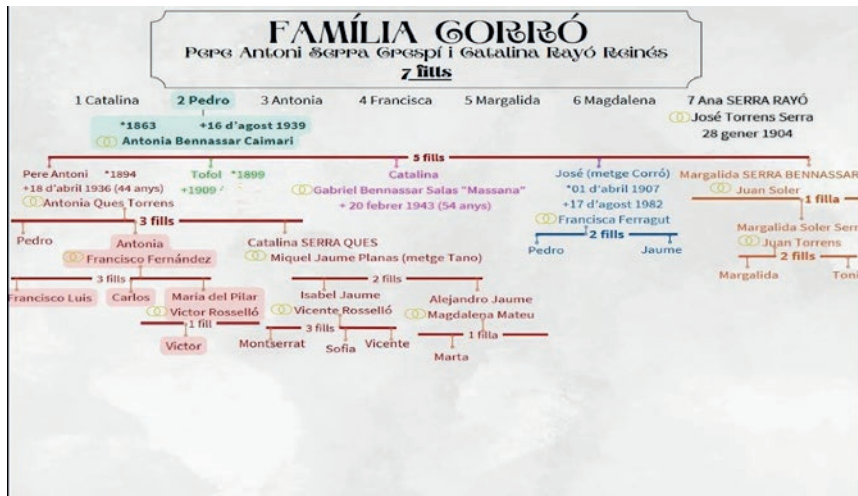 FAMÍLIA CORRÓ
Pere Antoni Serra Crespí i Catalina Rayó Reinés
7 fills
1 Catalina 2 Pedro 3 Antonia 4 Francisca 5 Margalida 6 Magdalena 7 Ana SERRA RAYÓ
José Torrens Serra
28 gener 1904
*1863 +16 d'agost 1939
Antonia Bennassar Caimari
5 fills
Pere Antoni *1894
+18 d'abril 1936 (44 anys)
Antonia Ques Torrens
Tofol *1899
+1909
Catalina
Gabriel Bennassar Salas "Massana"
+ 20 febrer 1943 (54 anys)
José (metge Corró)
*01 d'abril 1907
+17 d'agost 1982
Francisca Ferragut
Margalida SERRA BENNASSAR
Juan Soler
1 filla
3 fills
Pedro
Antonia
Francisco Fernández
Catalina SERRA QUES
Miquel Jaume Planas (metge Tano)
2 fills
Pedro Jaume
Margalida Soler Serr
Juan Torrens
2 fills
Margalida Toni
3 fills
Francisco Luis Carlos Maria del Pilar
Victor Rosselló
1 fill
Victor
2 fills
Isabel Jaume
Vicente Rosselló
3 fills
Montserrat Sofia Vicente
Alejandro Jaume
Magdalena Mateu
1 filla
Marta